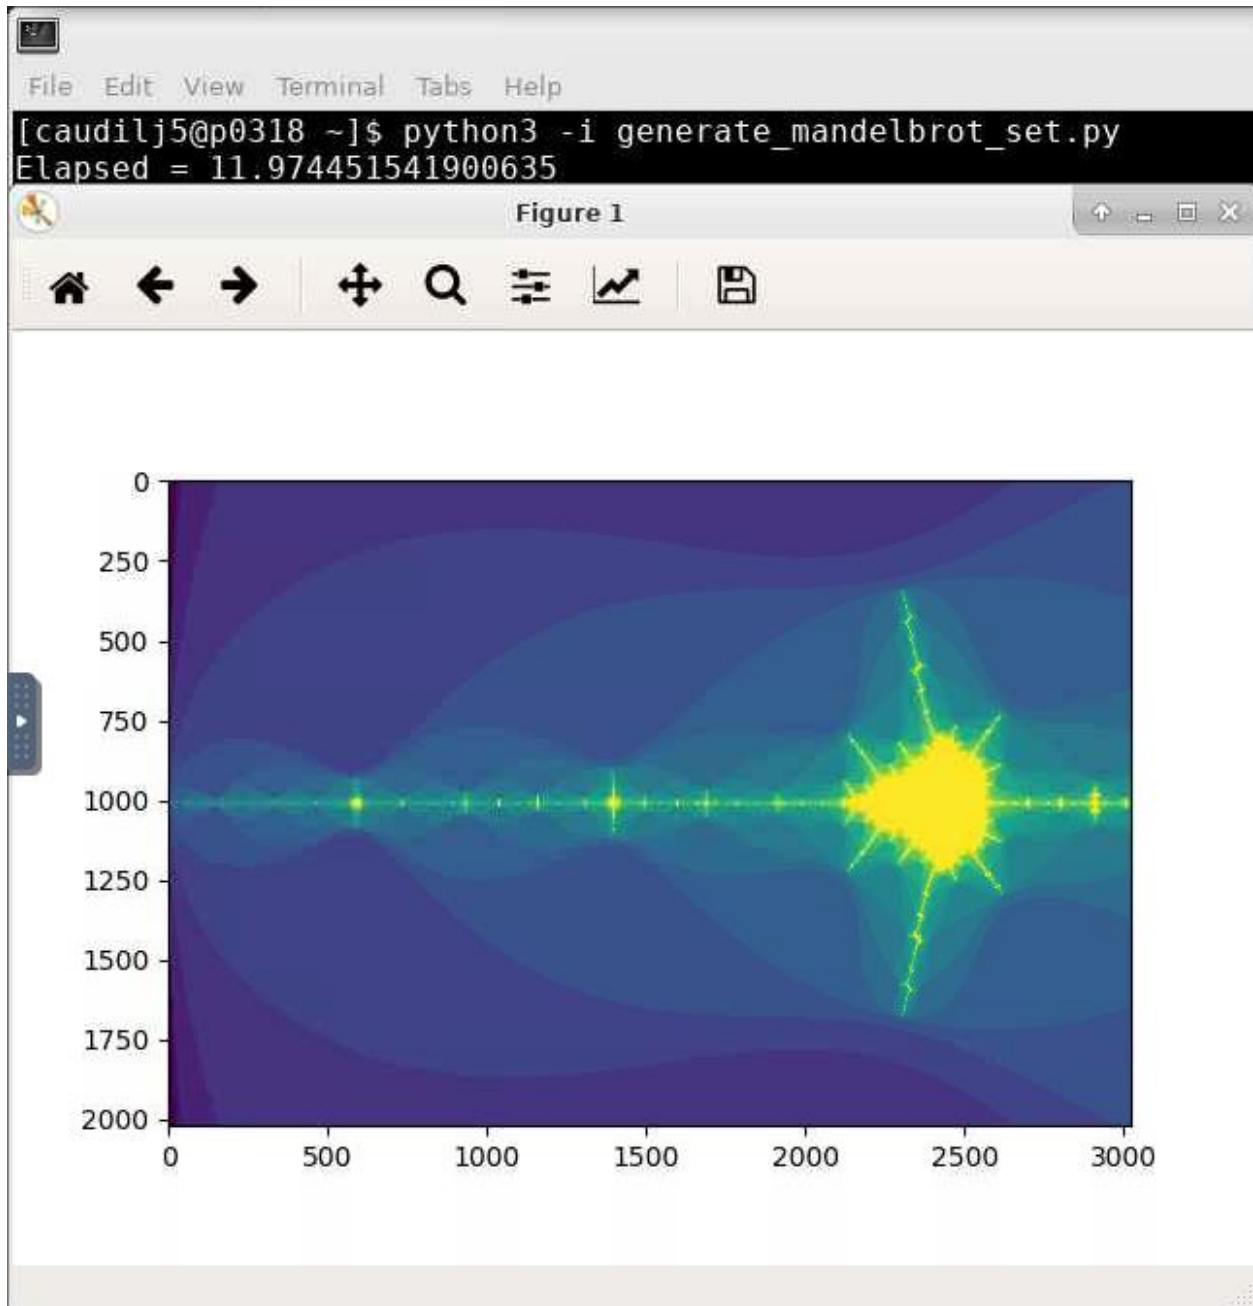 File Edit View Terminal Tabs Help
[caudilj5@p0318 ~]$ python3 -i generate_mandelbrot_set.py
Elapsed = 11.974451541900635
Figure 1
0
250
500
750
1000
1250
1500
1750
2000
0 500 1000 1500 2000 2500 3000